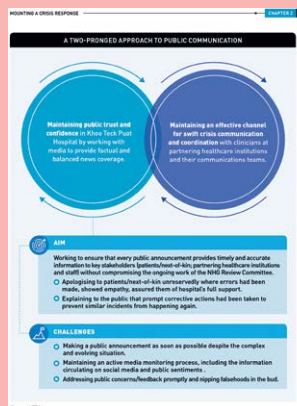 MOUNTING A CRISIS RESPONSE
CHAPTER 2
A TWO-PRONGED APPROACH TO PUBLIC COMMUNICATION
Maintaining public trust and
confidence in Khoo Teck Puat
Hospital by working with
media to provide factual and
balanced news coverage.
Maintaining an effective channel
for swift crisis communication
and coordination with clinicians at
partnering healthcare institutions
and their communications teams.
AIM
Working to ensure that every public announcement provides timely and accurate
information to key stakeholders (patients/next-of-kin; partnering healthcare institutions
and staff) without compromising the ongoing work of the NHG Review Committee.
Apologising to patients/next-of-kin unreservedly where errors had been
made, showed empathy, assured them of hospital's full support.
Explaining to the public that prompt corrective actions had been taken to
prevent similar incidents from happening again.
CHALLENGES
Making a public announcement as soon as possible despite the complex
and evolving situation.
Maintaining an active media monitoring process, including the information
circulating on social media and public sentiments.
Addressing public concerns/feedback promptly and nipping falsehoods in the bud.